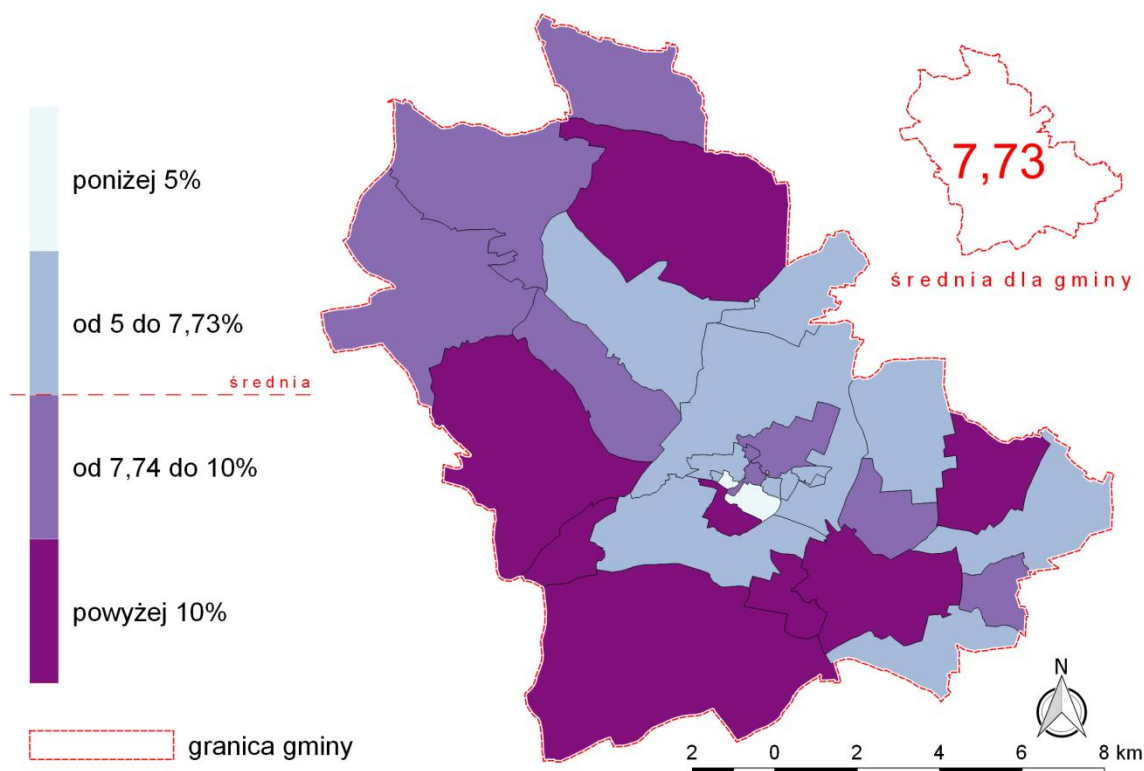 poniżej 5%
od 5 do 7,73%
średnia
od 7,74 do 10%
powyżej 10%
granica gminy
7,73
średnia dla gminy
N
2 0 2 4 6 8 km